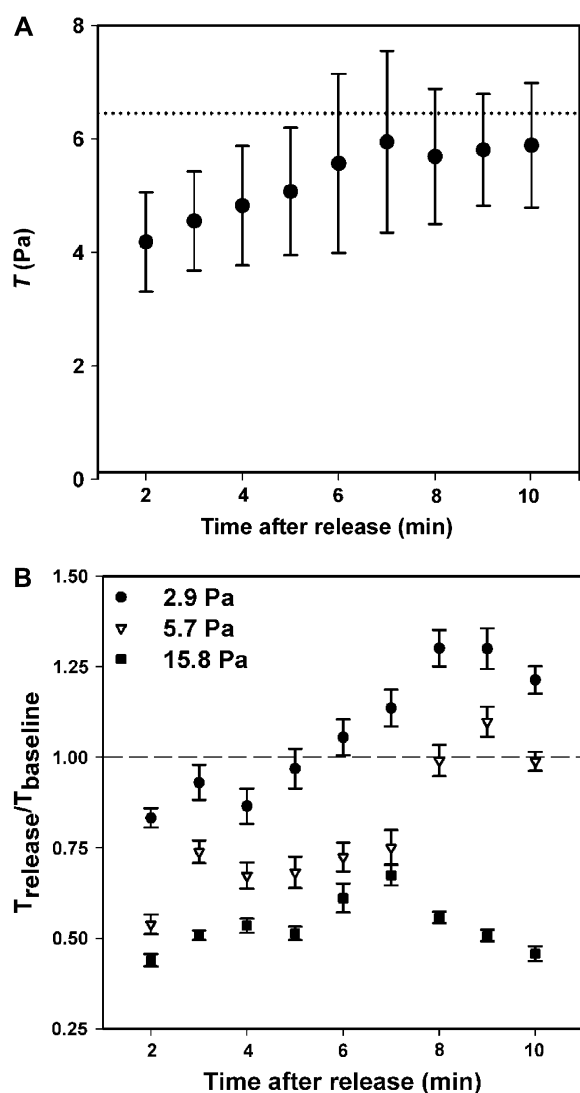 A
8
6
4
2
0
T (Pa)
2 4 6 8 10
Time after release (min)
B
1.50
1.25
1.00
0.75
0.50
0.25
2.9 Pa
5.7 Pa
15.8 Pa
Trelease/Tbaseline
2 4 6 8 10
Time after release (min)